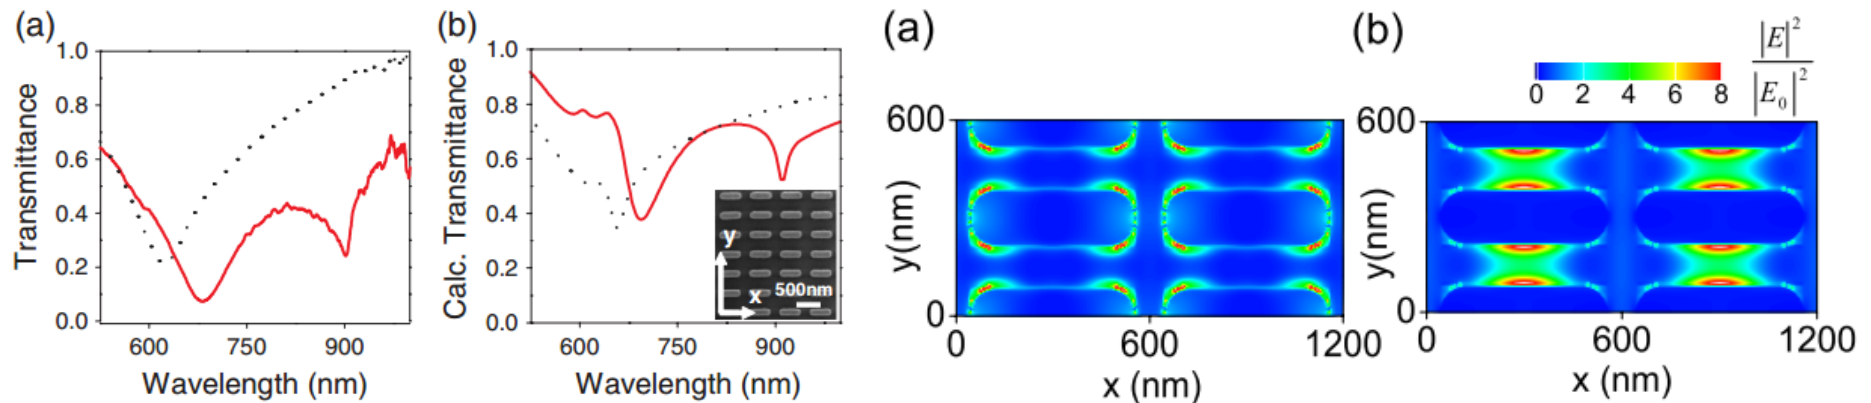 (a)
1.0
0.8
0.6
0.4
0.2
0.0
Transmittance
600 750 900
Wavelength (nm)
(b)
1.0
0.8
0.6
0.4
0.2
0.0
Calc. Transmittance
y
x
500nm
600 750 900
Wavelength (nm)
(a)
600
0
y(nm)
0 600 1200
x (nm)
(b)
0 2 4 6 8
|E|²
|E₀|²
600
0
y(nm)
0 600 1200
x (nm)